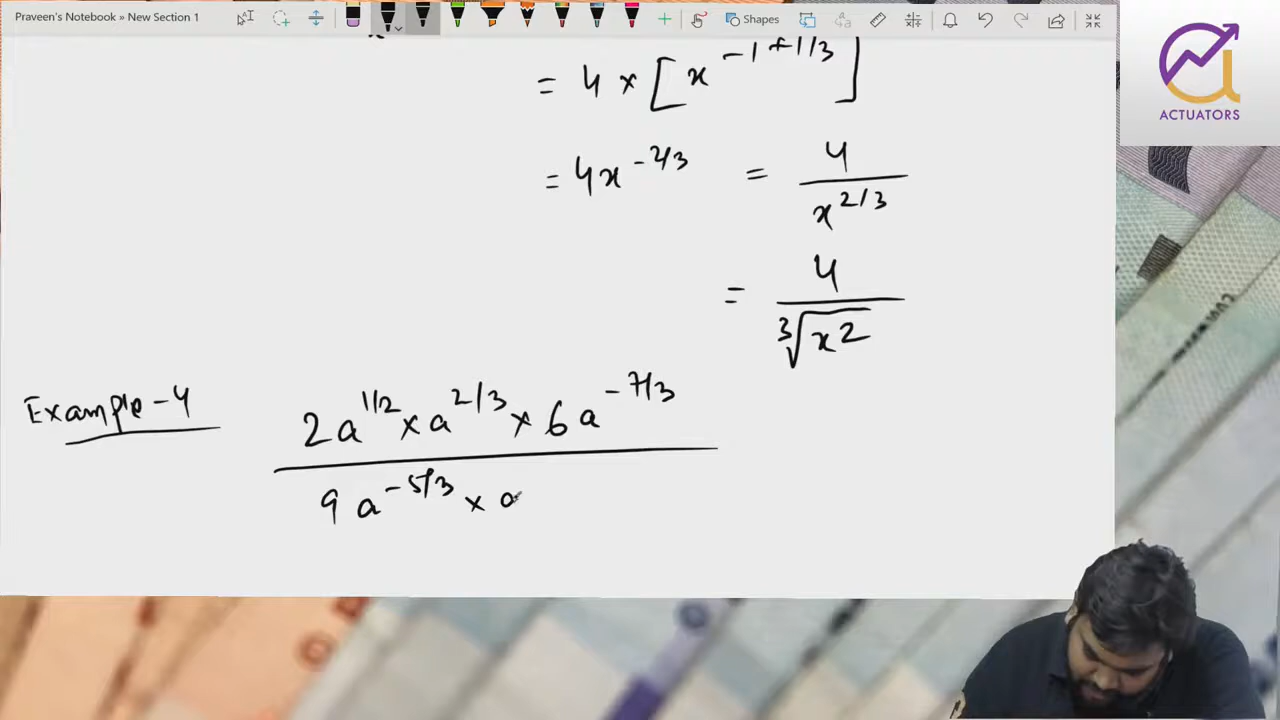 Praveen's Notebook » New Section 1
Shapes
ACTUATORS
= 4 × [x^{-1+1/3}]
= 4x^{-2/3} = 4/x^{2/3}
= 4/∛(x2)
Example-4
2a^{1/2} × a^{2/3} × 6a^{-7/3}
9a^{-5/3} × a